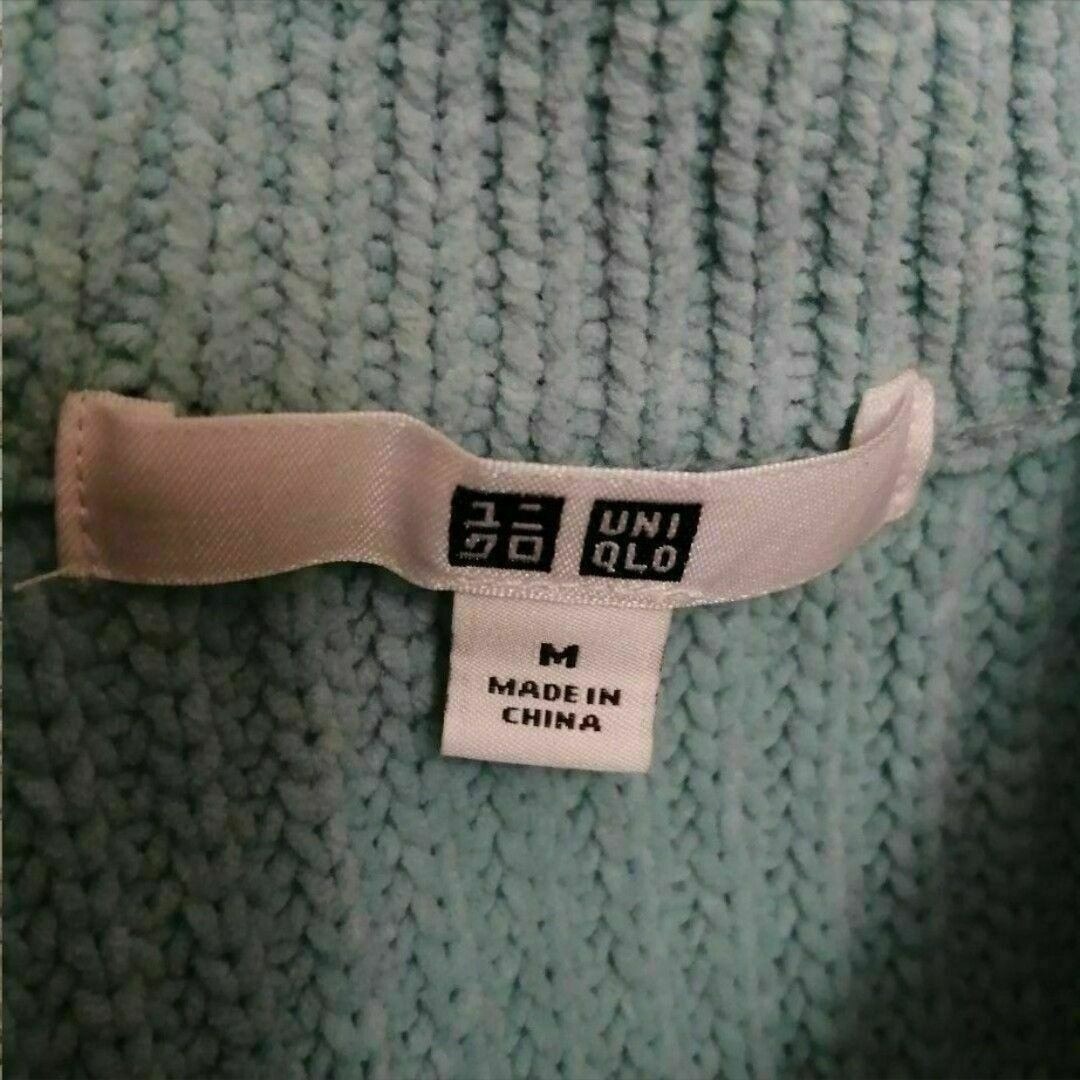 ユニ UNI
クロ QLO
M
MADE IN
CHINA